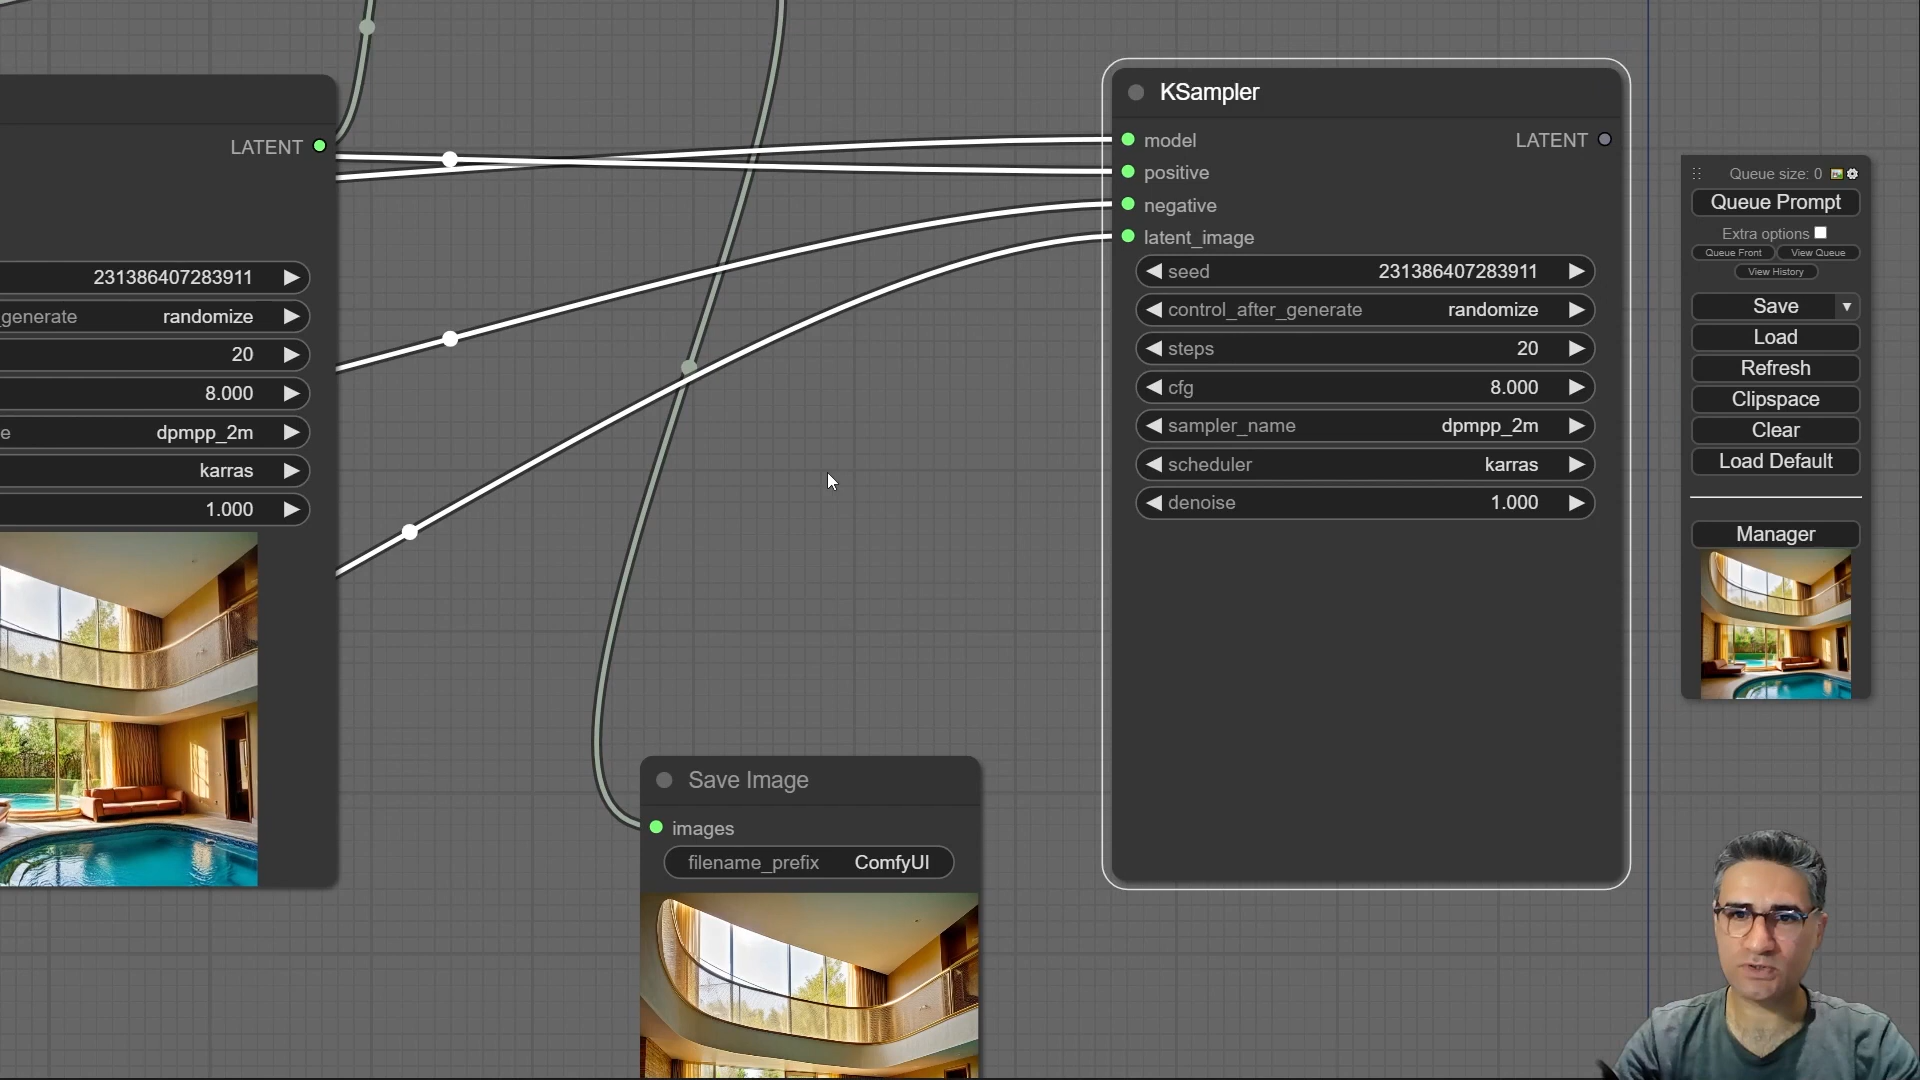 LATENT
231386407283911
generate randomize
20
8.000
e dpmpp_2m
karras
1.000
KSampler
model LATENT
positive
negative
latent_image
seed 231386407283911
control_after_generate randomize
steps 20
cfg 8.000
sampler_name dpmpp_2m
scheduler karras
denoise 1.000
Save Image
images
filename_prefix ComfyUI
Queue size: 0
Queue Prompt
Extra options
Queue Front View Queue
View History
Save
Load
Refresh
Clipspace
Clear
Load Default
Manager